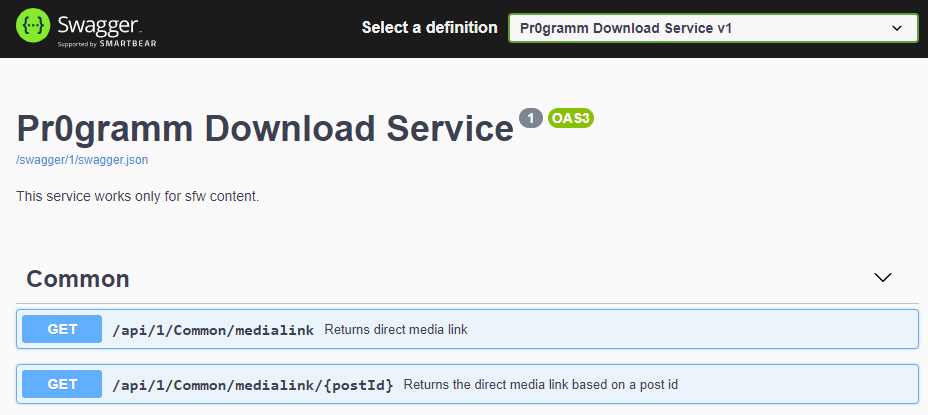 Swagger
Supported by SMARTBEAR
Select a definition
Pr0gramm Download Service v1
Pr0gramm Download Service 1 OAS3
/swagger/1/swagger.json
This service works only for sfw content.
Common
GET /api/1/Common/medialink Returns direct media link
GET /api/1/Common/medialink/{postId} Returns the direct media link based on a post id